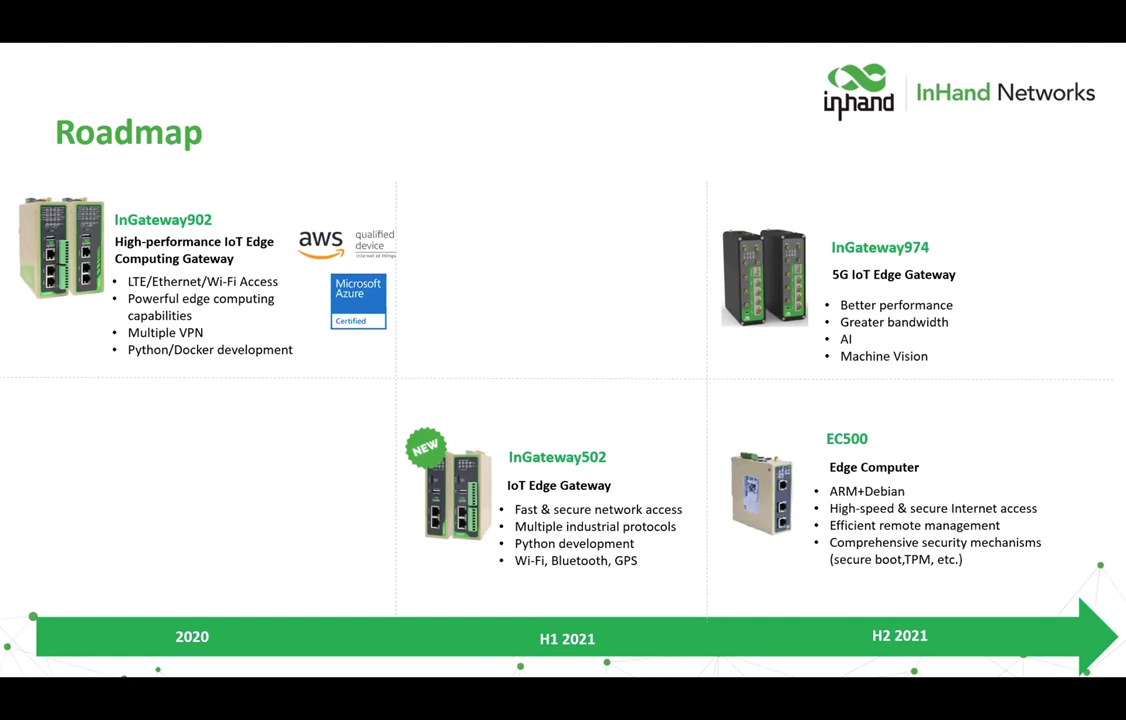 inhand
InHand Networks
Roadmap
InGateway902
High-performance IoT Edge
Computing Gateway
• LTE/Ethernet/Wi-Fi Access
• Powerful edge computing
capabilities
• Multiple VPN
• Python/Docker development
aws
qualified
device
internet of things
Microsoft
Azure
Certified
InGateway974
5G IoT Edge Gateway
• Better performance
• Greater bandwidth
• AI
• Machine Vision
NEW
InGateway502
IoT Edge Gateway
• Fast & secure network access
• Multiple industrial protocols
• Python development
• Wi-Fi, Bluetooth, GPS
EC500
Edge Computer
• ARM+Debian
• High-speed & secure Internet access
• Efficient remote management
• Comprehensive security mechanisms
(secure boot,TPM, etc.)
2020
H1 2021
H2 2021